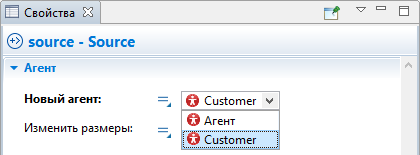 Свойства
source - Source
Агент
Новый агент: Customer
Агент
Изменить размеры: Customer